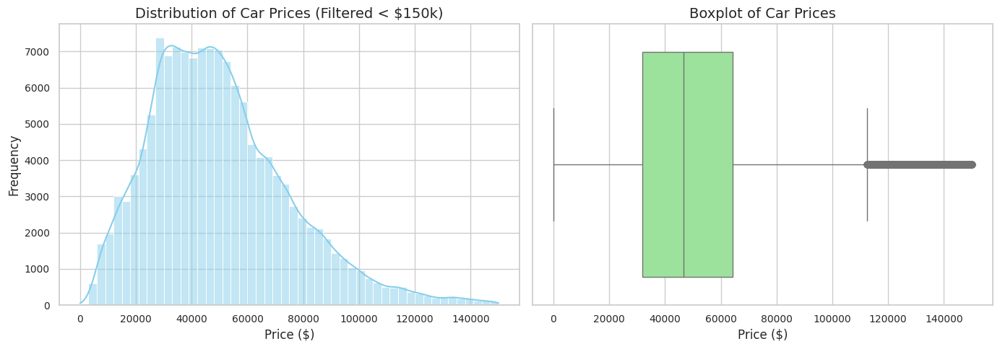 Distribution of Car Prices (Filtered < $150k)
Frequency
7000
6000
5000
4000
3000
2000
1000
0
0 20000 40000 60000 80000 100000 120000 140000
Price ($)
Boxplot of Car Prices
0 20000 40000 60000 80000 100000 120000 140000
Price ($)